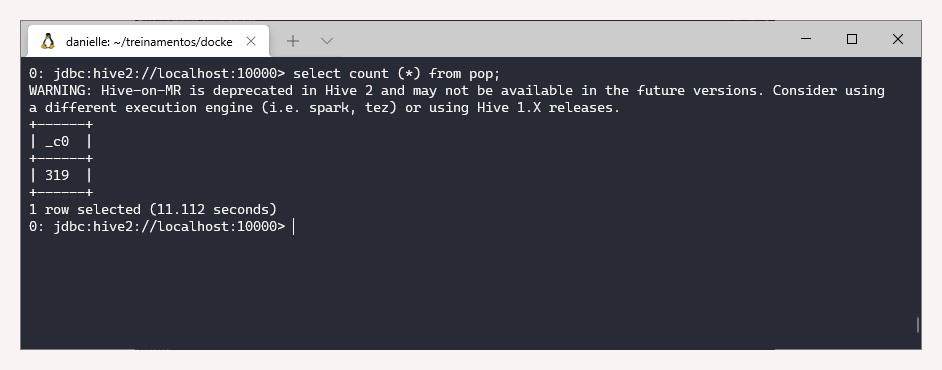 danielle: ~/treinamentos/docke
0: jdbc:hive2://localhost:10000> select count (*) from pop;
WARNING: Hive-on-MR is deprecated in Hive 2 and may not be available in the future versions. Consider using
a different execution engine (i.e. spark, tez) or using Hive 1.X releases.
+------+
| _c0  |
+------+
| 319  |
+------+
1 row selected (11.112 seconds)
0: jdbc:hive2://localhost:10000>